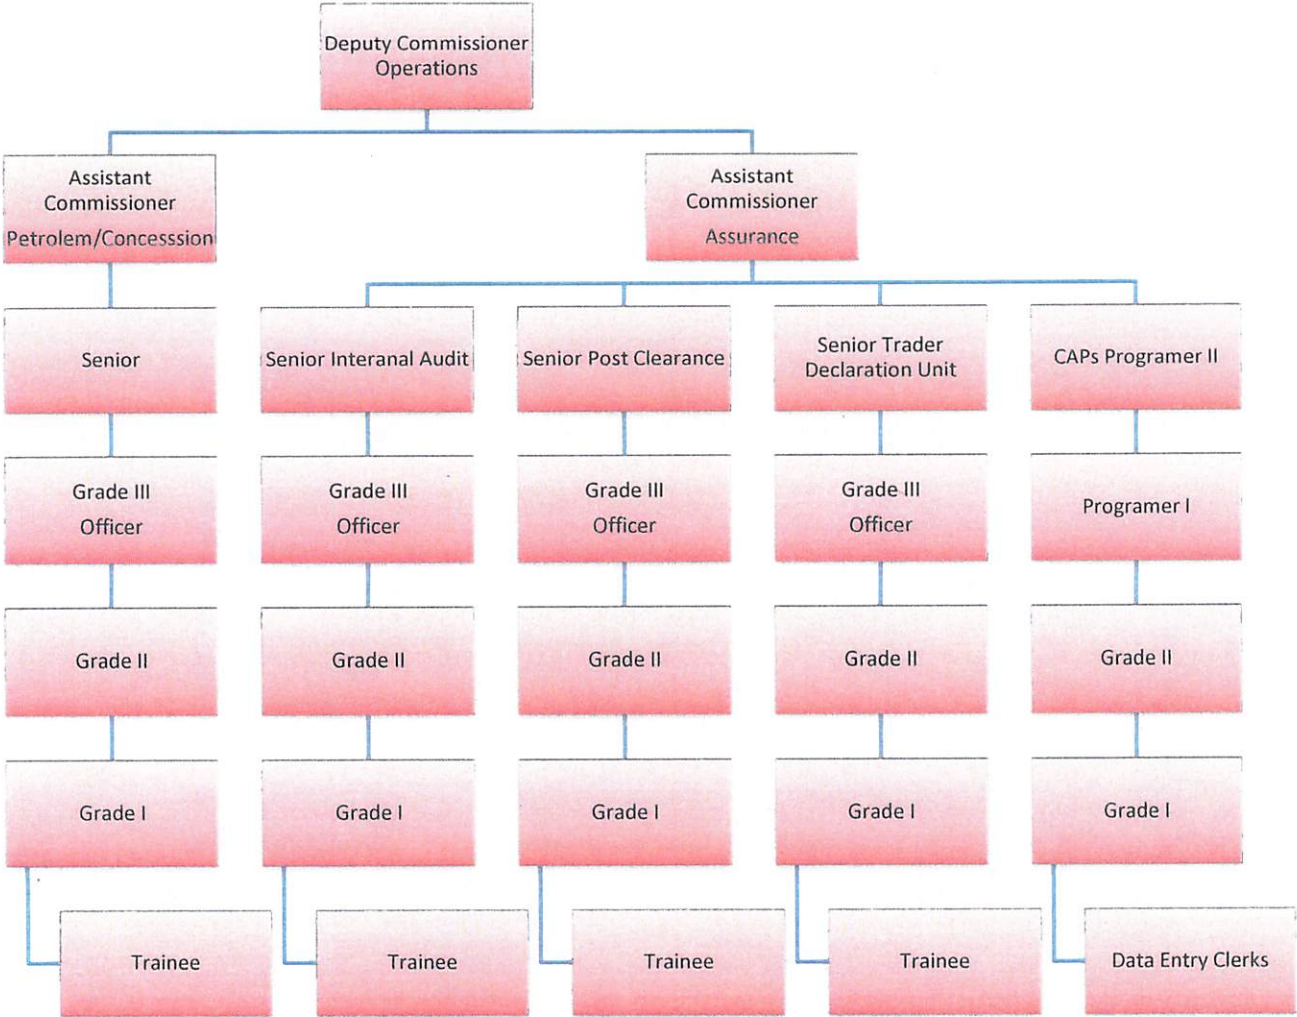 Deputy Commissioner
Operations
Assistant
Commissioner
Petrolem/Concesssion
Assistant
Commissioner
Assurance
Senior
Senior Interanal Audit
Senior Post Clearance
Senior Trader
Declaration Unit
CAPs Programer II
Grade III
Officer
Grade III
Officer
Grade III
Officer
Grade III
Officer
Programer I
Grade II
Grade II
Grade II
Grade II
Grade II
Grade I
Grade I
Grade I
Grade I
Grade I
Trainee
Trainee
Trainee
Trainee
Data Entry Clerks